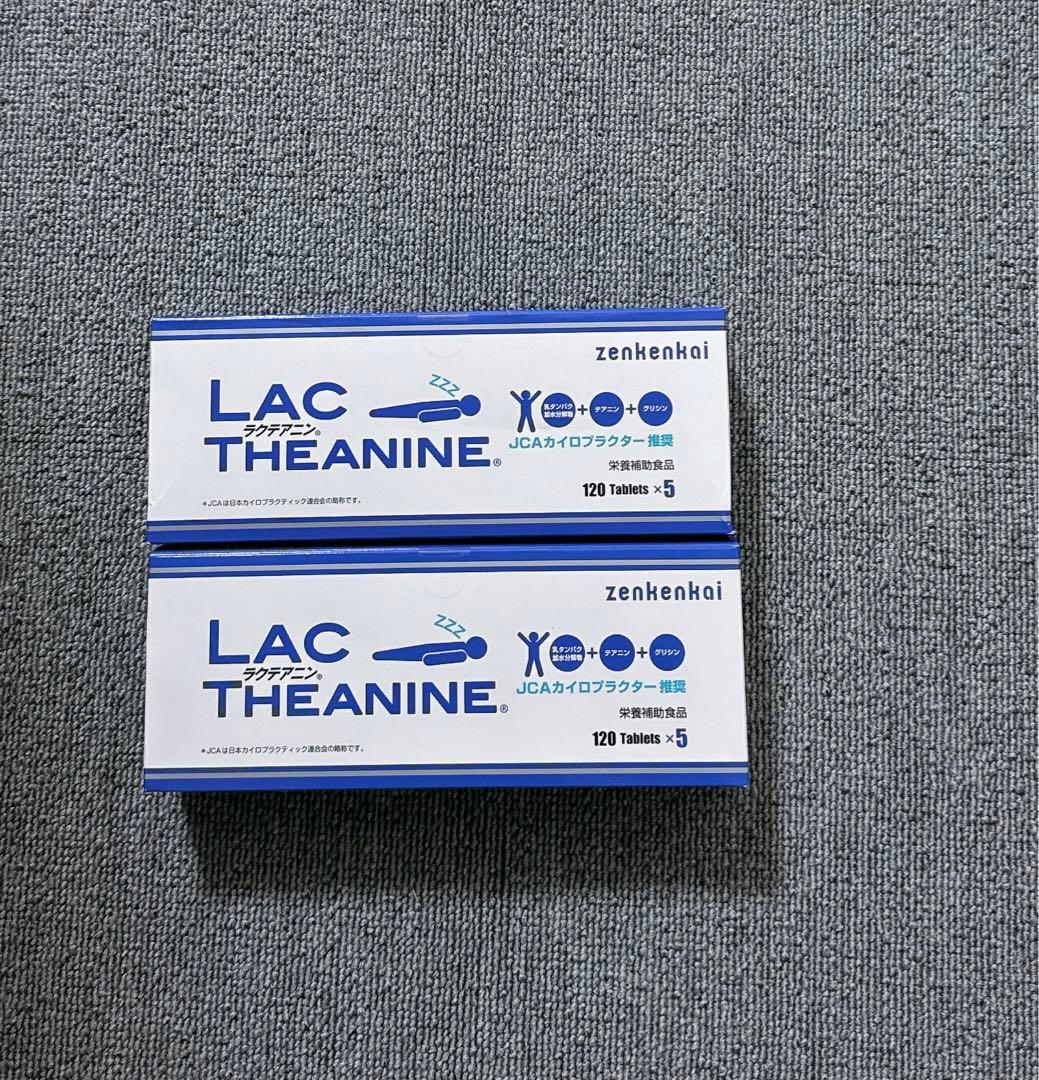 zenkenkai
LAC
ZZZ
ラクテアニン®
THEANINE®
乳タンパク
加水分解物
+
テアニン
+
グリシン
JCAカイロプラクター推奨
栄養補助食品
120 Tablets ×5
*JCAは日本カイロプラクティック連合会の略称です。
zenkenkai
LAC
ZZZ
ラクテアニン®
THEANINE®
乳タンパク
加水分解物
+
テアニン
+
グリシン
JCAカイロプラクター推奨
栄養補助食品
120 Tablets ×5
*JCAは日本カイロプラクティック連合会の略称です。